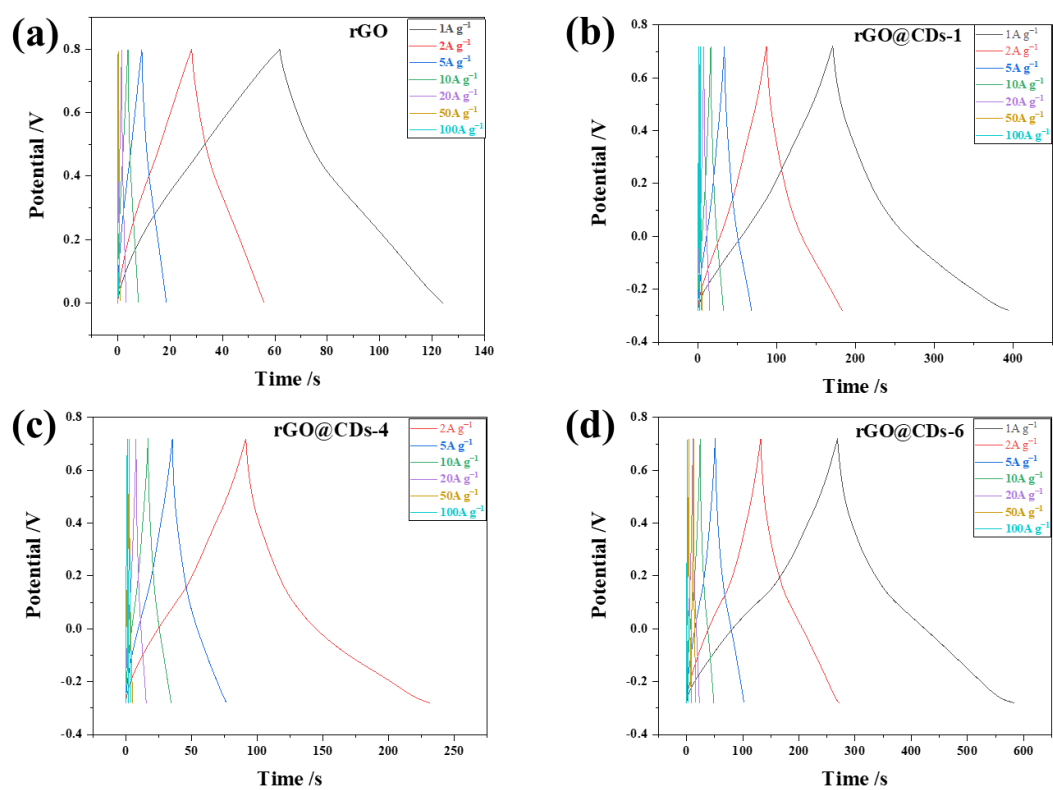 (a)
rGO
1A g⁻¹
2A g⁻¹
5A g⁻¹
10A g⁻¹
20A g⁻¹
50A g⁻¹
100A g⁻¹
0.8
0.6
0.4
0.2
0.0
Potential /V
0 20 40 60 80 100 120 140
Time /s
(b)
rGO@CDs-1
1A g⁻¹
2A g⁻¹
5A g⁻¹
10A g⁻¹
20A g⁻¹
50A g⁻¹
100A g⁻¹
0.8
0.6
0.4
0.2
0.0
-0.2
-0.4
Potential /V
0 100 200 300 400
Time /s
(c)
rGO@CDs-4
2A g⁻¹
5A g⁻¹
10A g⁻¹
20A g⁻¹
50A g⁻¹
100A g⁻¹
0.8
0.6
0.4
0.2
0.0
-0.2
-0.4
Potential /V
0 50 100 150 200 250
Time /s
(d)
rGO@CDs-6
1A g⁻¹
2A g⁻¹
5A g⁻¹
10A g⁻¹
20A g⁻¹
50A g⁻¹
100A g⁻¹
0.8
0.6
0.4
0.2
0.0
-0.2
-0.4
Potential /V
0 100 200 300 400 500 600
Time /s